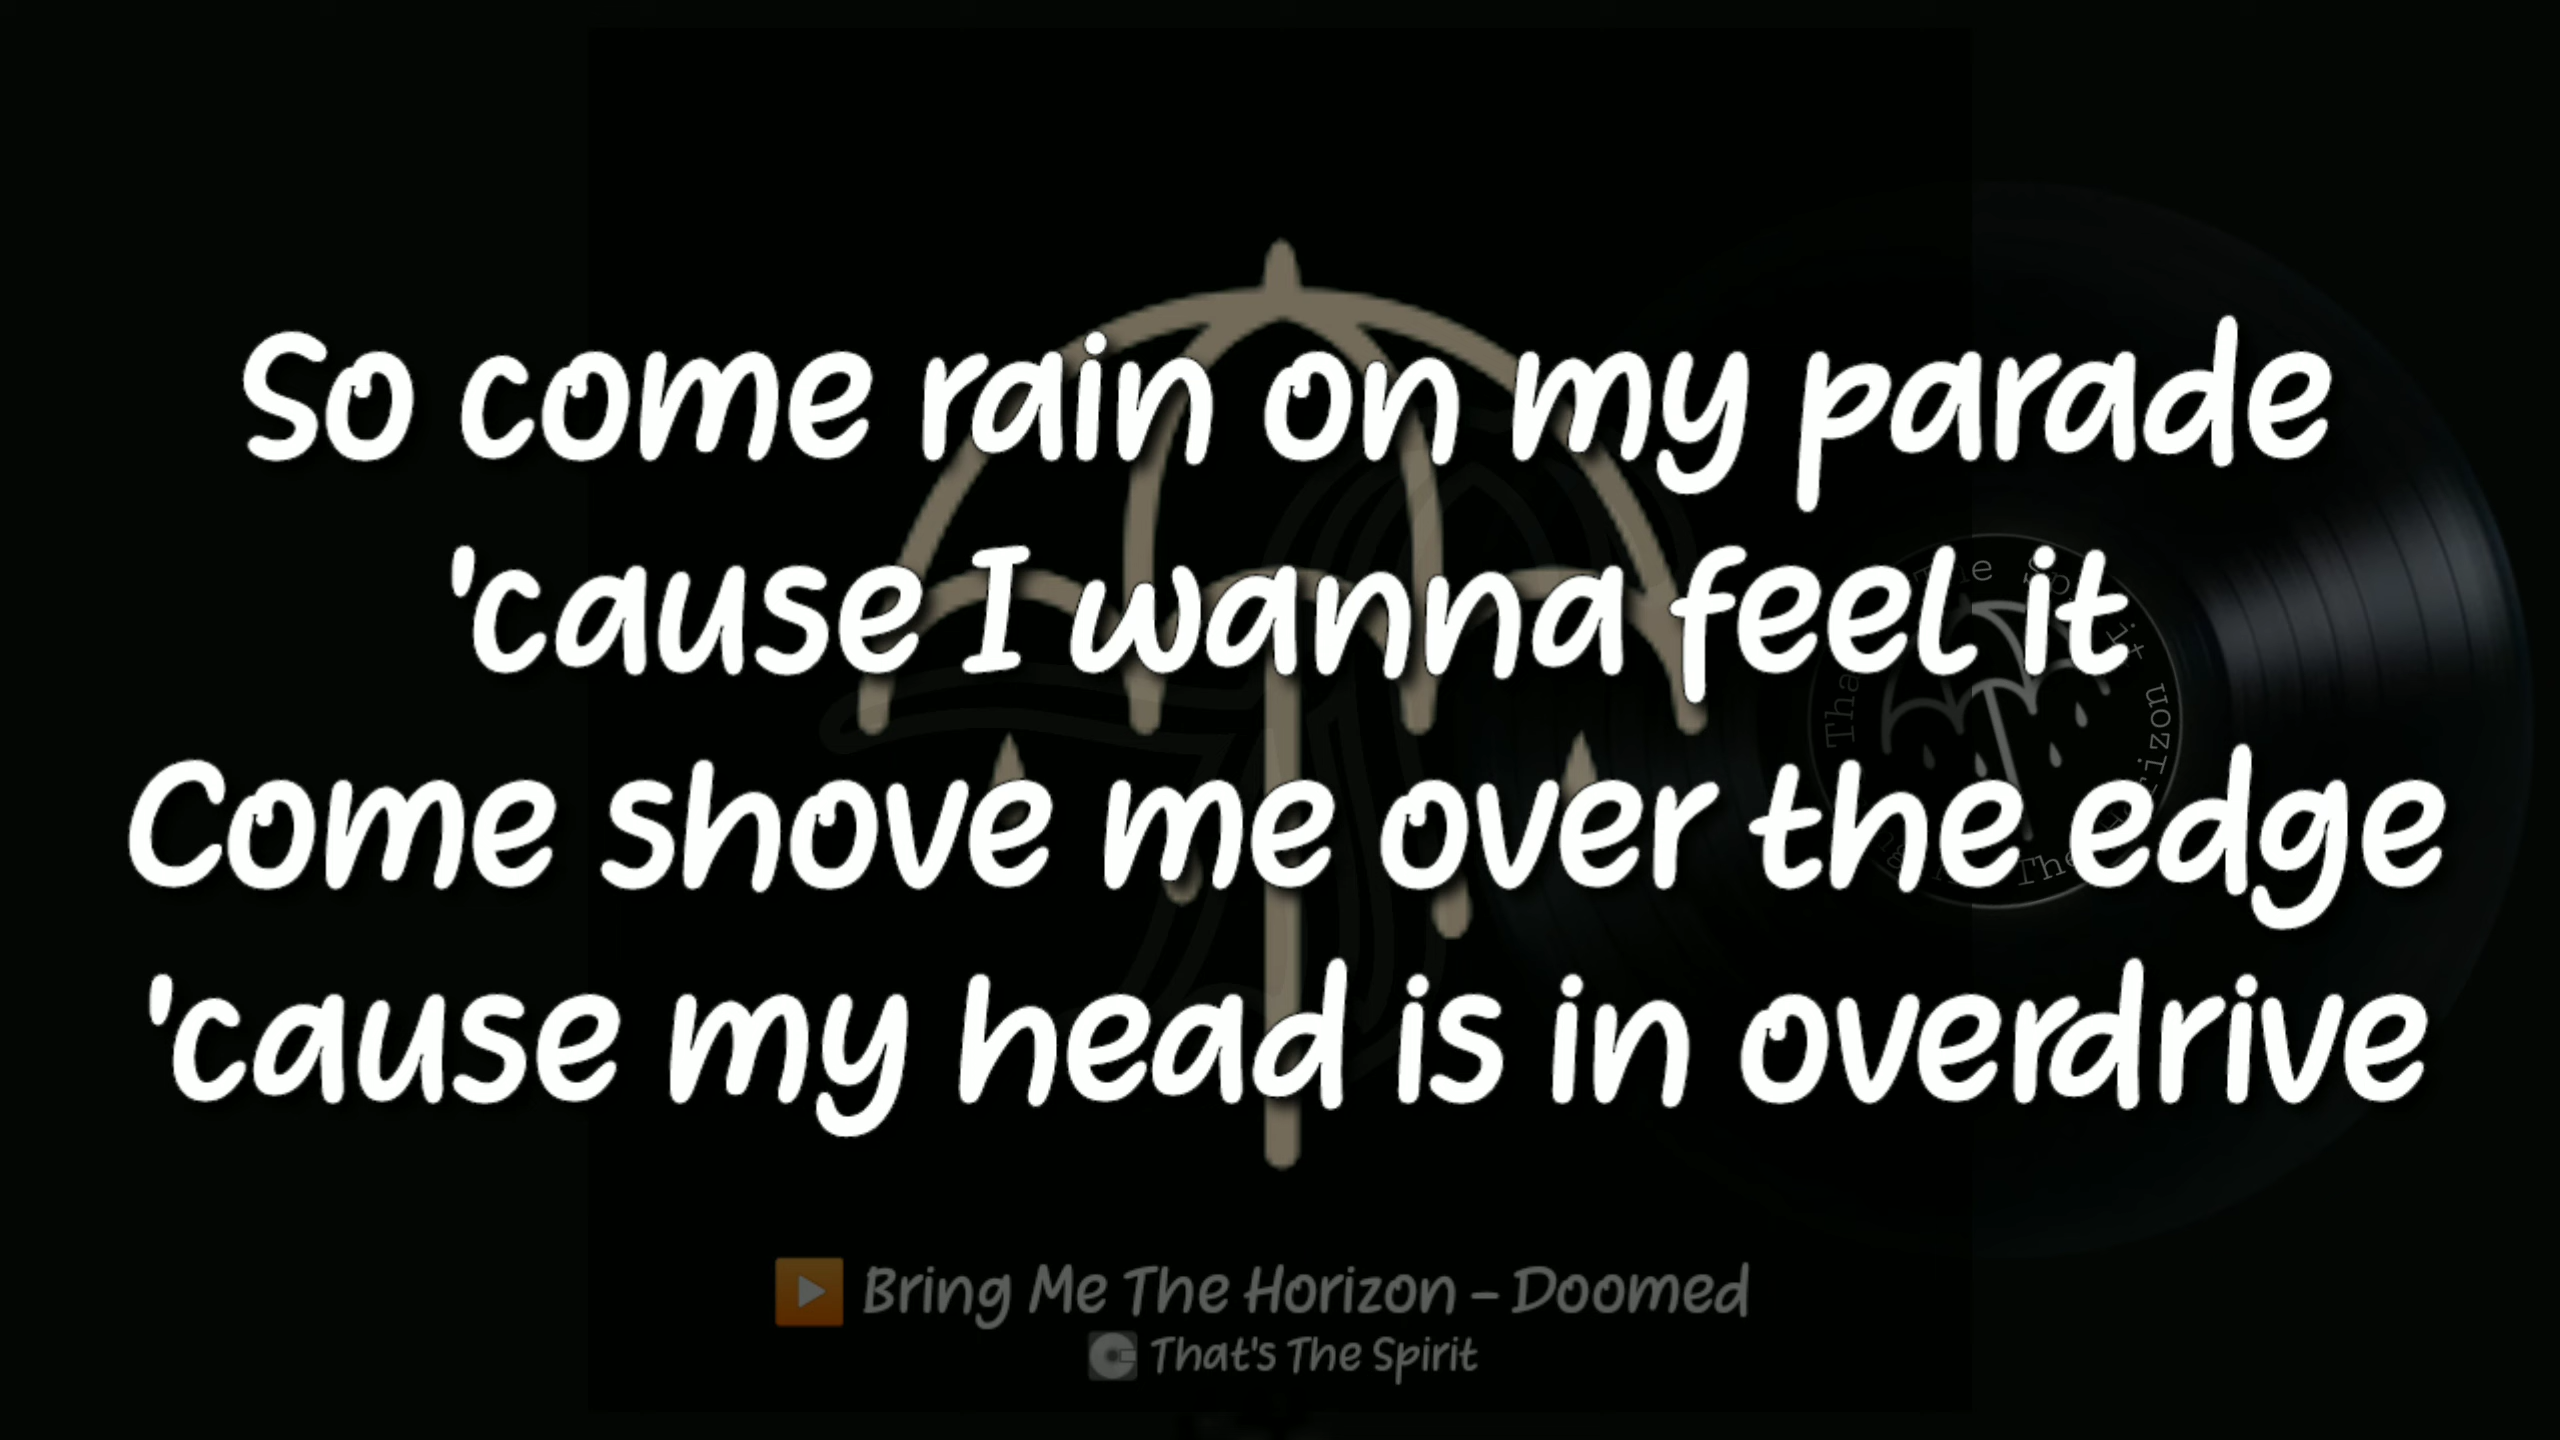 So come rain on my parade
'cause I wanna feel it
Come shove me over the edge
'cause my head is in overdrive
Bring Me The Horizon - Doomed
That's The Spirit